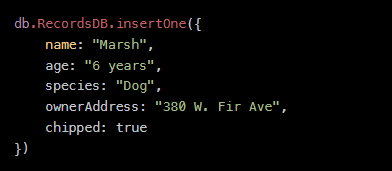 db.RecordsDB.insertOne({
    name: "Marsh",
    age: "6 years",
    species: "Dog",
    ownerAddress: "380 W. Fir Ave",
    chipped: true
})